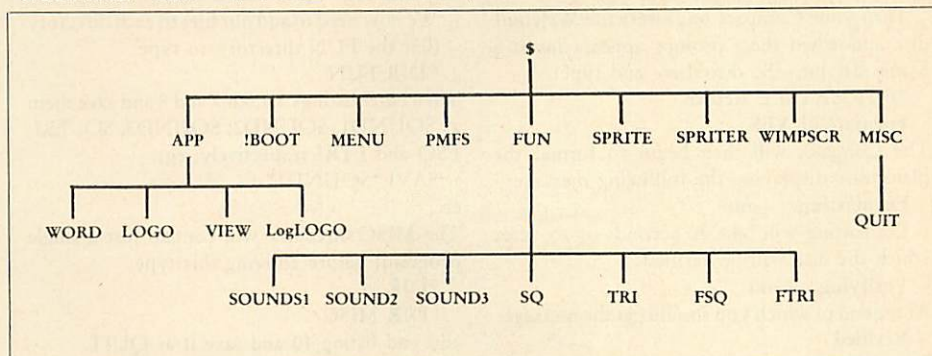 $
APP !BOOT MENU PMFS FUN SPRITE SPRITER WIMPSCR MISC
WORD LOGO VIEW LogLOGO
QUIT
SOUNDS1 SOUND2 SOUND3 SQ TRI FSQ FTRI